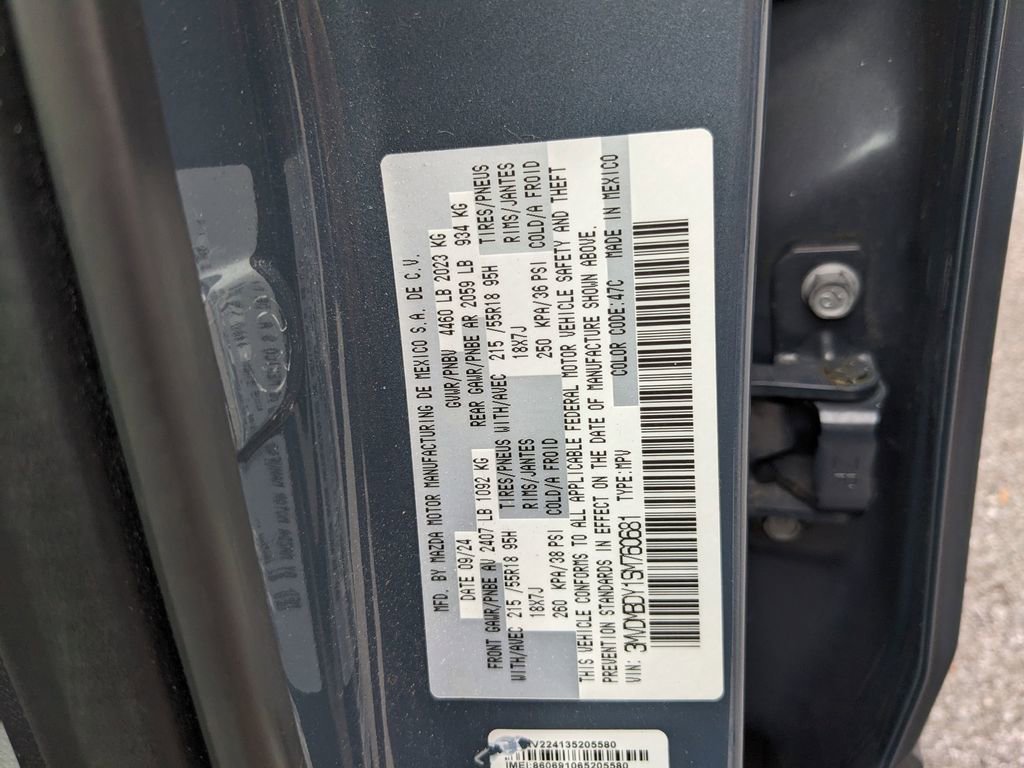 MFD. BY MAZDA MOTOR MANUFACTURING DE MEXICO S.A. DE C.V.
DATE 09/24 GVWR/PNBV 4460 LB 2023 KG
FRONT GAWR/PNBE AV 2407 LB 1092 KG REAR GAWR/PNBE AR 2059 LB 934 KG
WITH/AVEC 215 /55R18 95H TIRES/PNEUS WITH/AVEC 215 /55R18 95H TIRES/PNEUS
18X7J RIMS/JANTES 18X7J RIMS/JANTES
260 KPA/38 PSI COLD/A FROID 250 KPA/36 PSI COLD/A FROID
THIS VEHICLE CONFORMS TO ALL APPLICABLE FEDERAL MOTOR VEHICLE SAFETY AND THEFT
PREVENTION STANDARDS IN EFFECT ON THE DATE OF MANUFACTURE SHOWN ABOVE.
VIN: 3MVDMBDY1SM760681 TYPE:MPV COLOR CODE:47C MADE IN MEXICO
V224135205580
IMEI:860691065205580